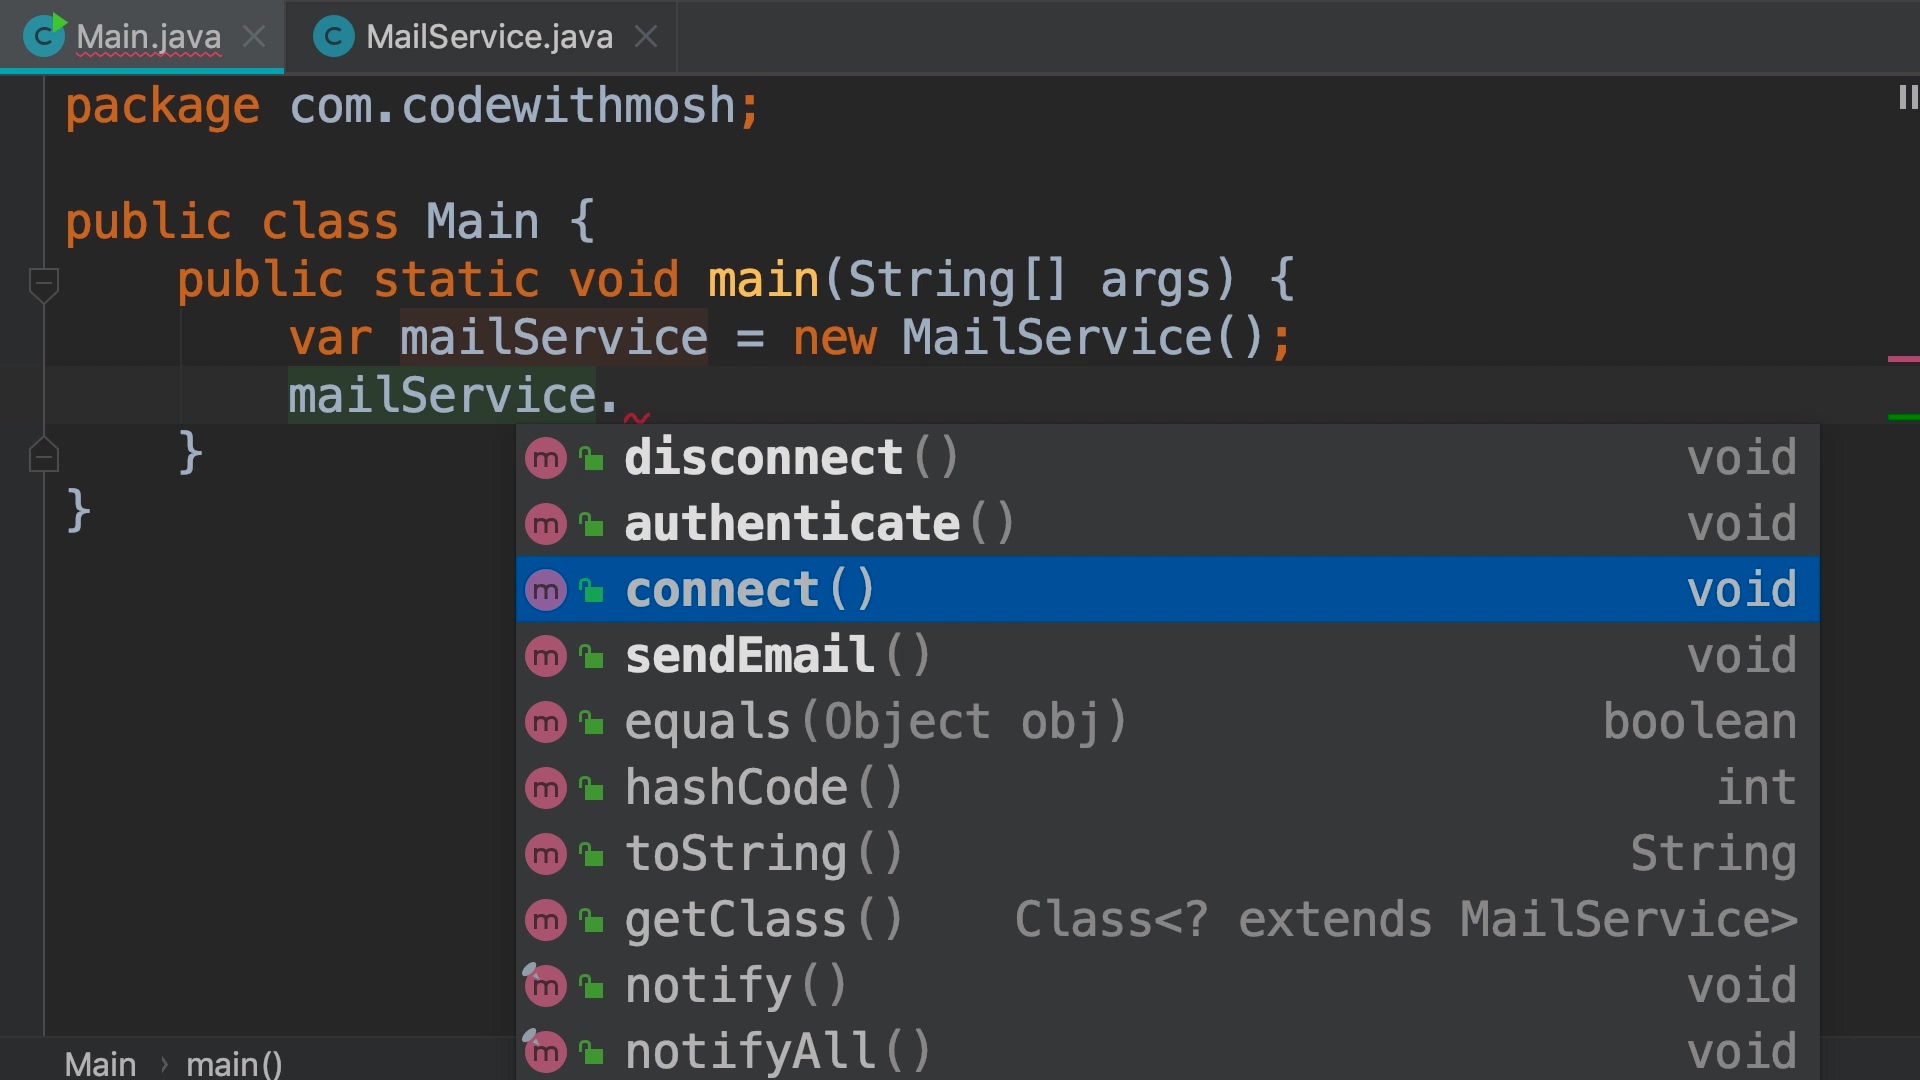 Main.java MailService.java
package com.codewithmosh;
public class Main {
public static void main(String[] args) {
var mailService = new MailService();
mailService.
}
}
m disconnect() void
m authenticate() void
m connect() void
m sendEmail() void
m equals(Object obj) boolean
m hashCode() int
m toString() String
m getClass() Class<? extends MailService>
m notify() void
m notifyAll() void
Main › main()